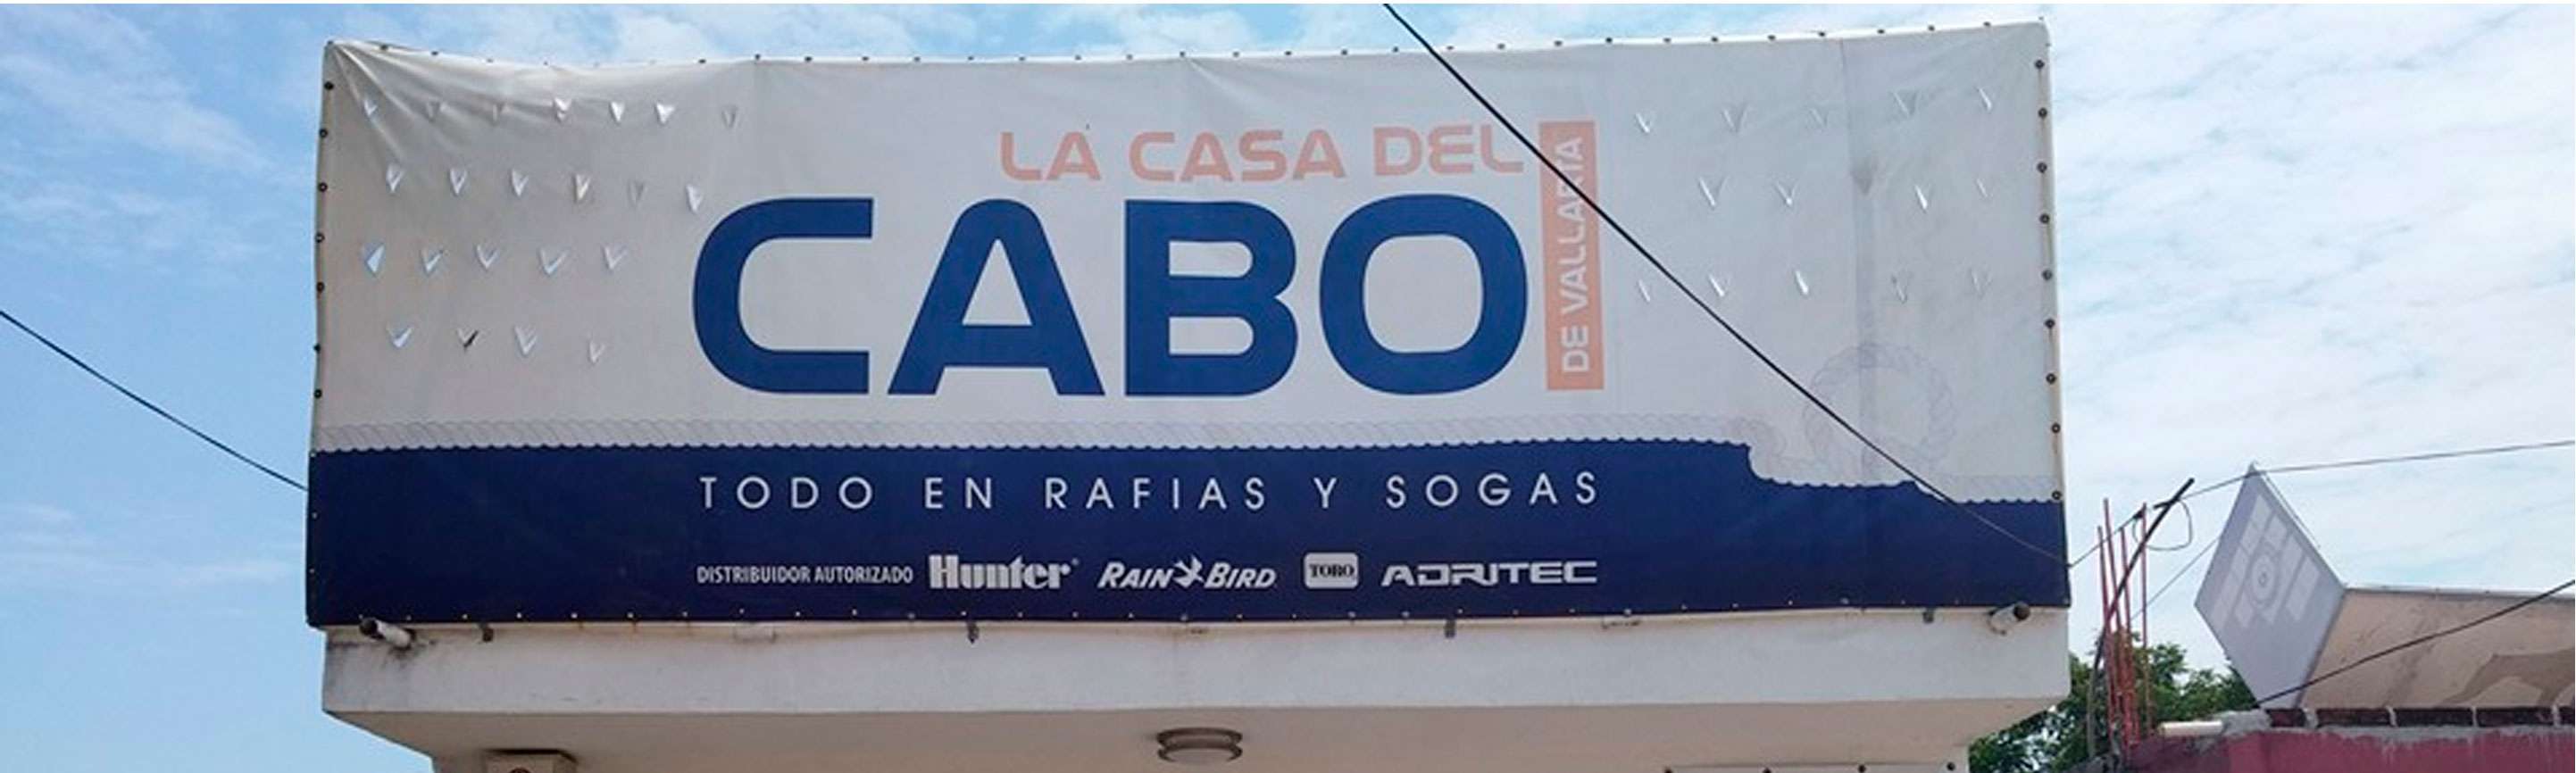 LA CASA DEL
CABO
DE VALLARTA
TODO EN RAFIAS Y SOGAS
DISTRIBUIDOR AUTORIZADO Hunter® RAIN BIRD TORO ADRITEC